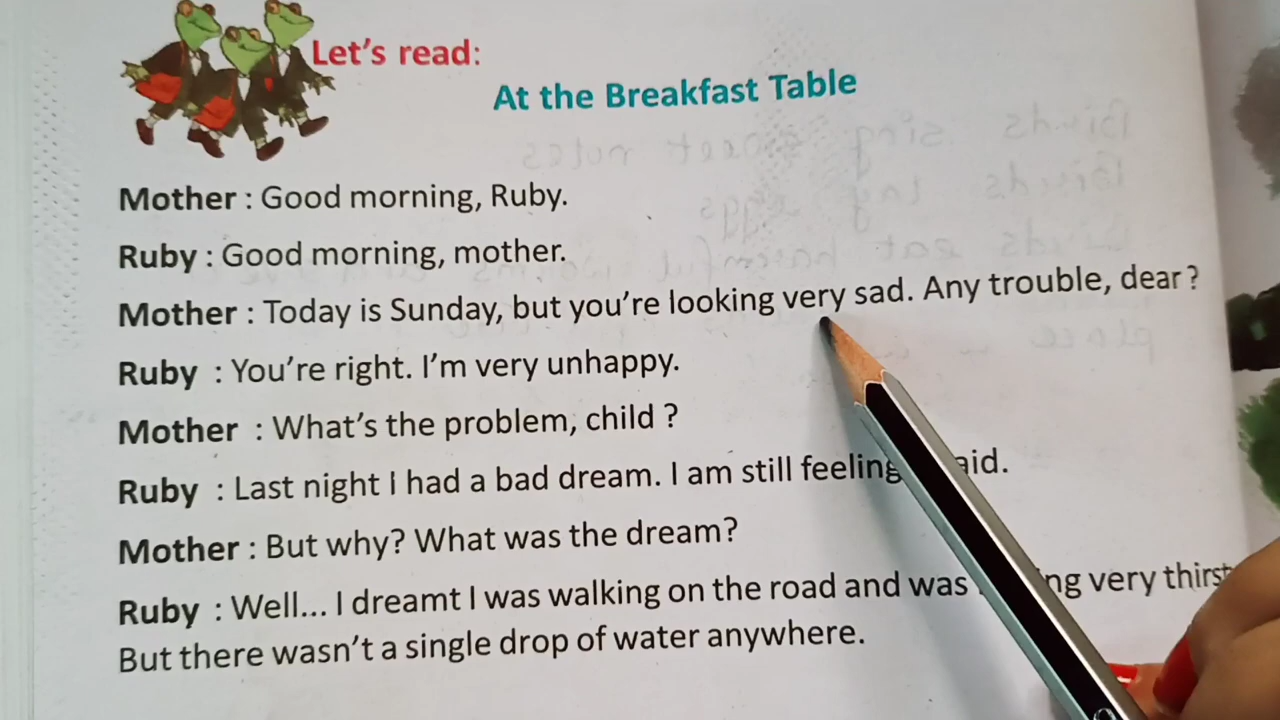 Let's read:
At the Breakfast Table
Mother : Good morning, Ruby.
Ruby : Good morning, mother.
Mother : Today is Sunday, but you're looking very sad. Any trouble, dear ?
Ruby : You're right. I'm very unhappy.
Mother : What's the problem, child ?
Ruby : Last night I had a bad dream. I am still feeling
Mother : But why? What was the dream?
Ruby : Well... I dreamt I was walking on the road and was very
But there wasn't a single drop of water anywhere.